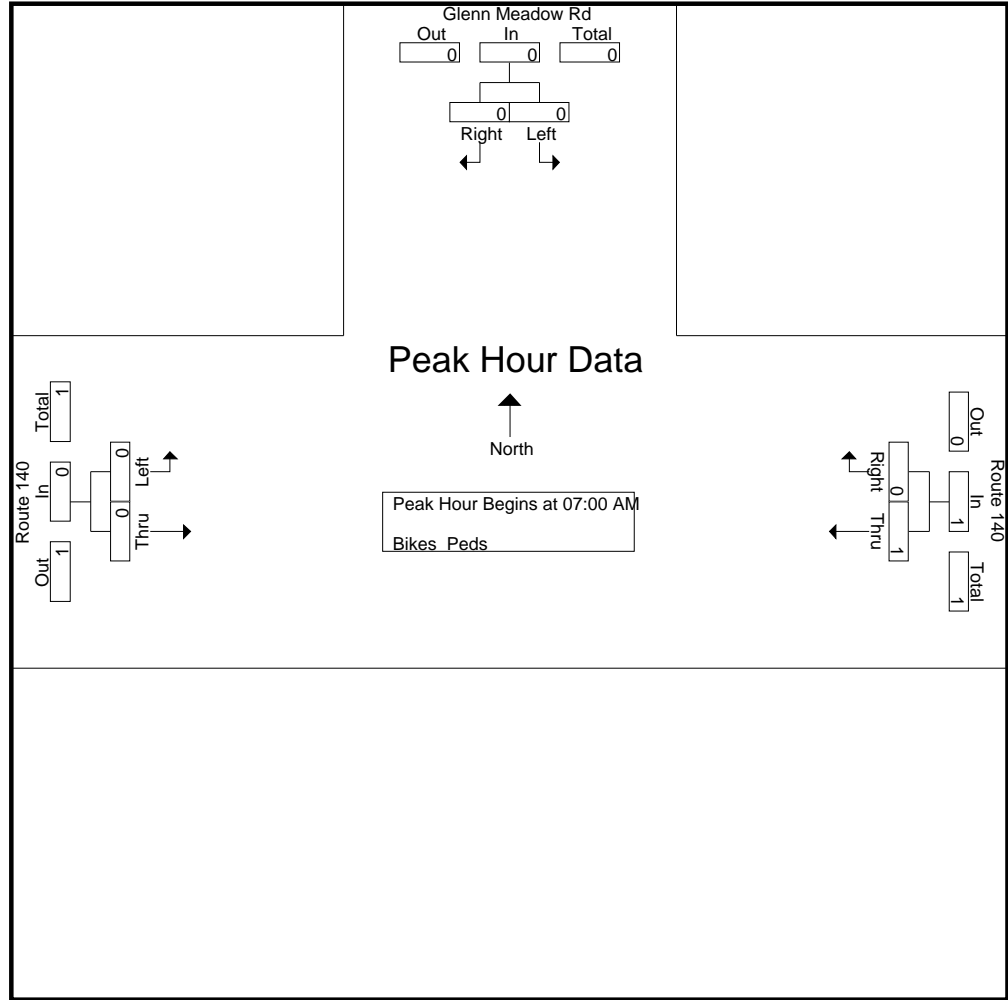 Glenn Meadow Rd
Out In Total
0 0 0
0 0
Right Left
Peak Hour Data
North
Peak Hour Begins at 07:00 AM
Bikes Peds
Route 140
Out In Total
1 0 1
Left Thru
0 0
Route 140
Out In Total
0 1 1
Right Thru
0 1